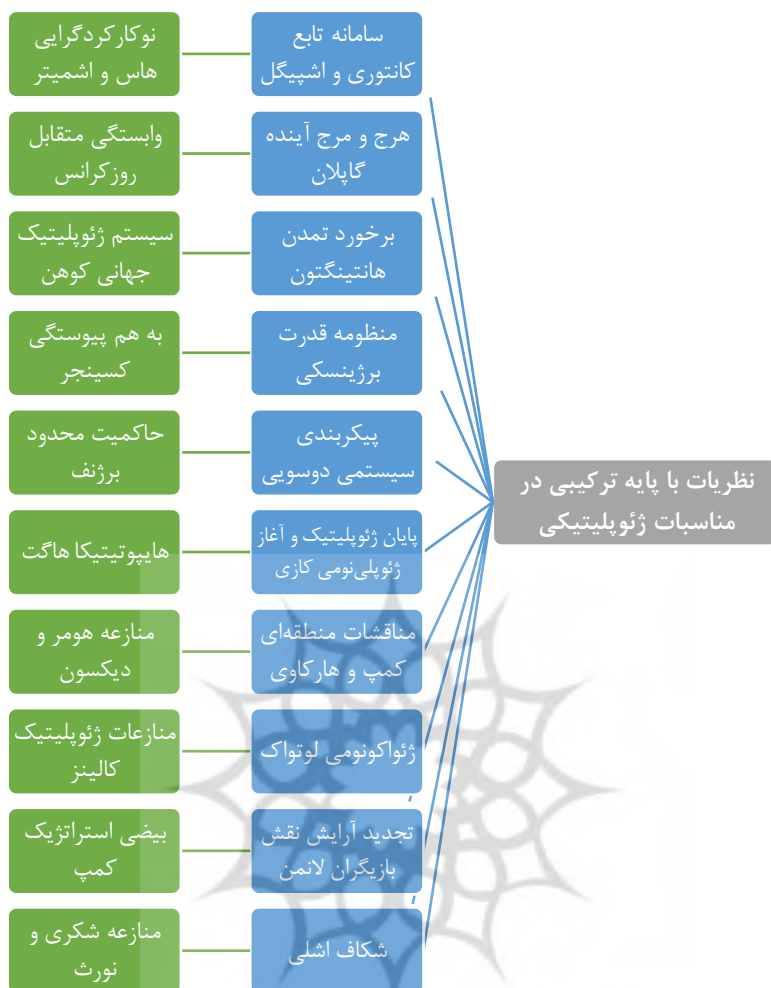 نظریات با پایه ترکیبی در
مناسبات ژئوپلیتیکی
سامانه تابع
کانتوری و اشپیگل
نوکارکردگرایی
هاس و اشمیتر
هرج و مرج آینده
گاپلان
وابستگی متقابل
روزکرانس
برخورد تمدن
هانتینگتون
سیستم ژئوپلیتیک
جهانی کوهن
منظومه قدرت
برژینسکی
به هم پیوستگی
کسینجر
پیکربندی
سیستمی دوسویی
حاکمیت محدود
برژنف
پایان ژئوپلیتیک و آغاز
ژئوپلی‌نومی کازی
هایپوتیتیکا هاگت
مناقشات منطقه‌ای
کمپ و هارکاوی
منازعه هومر و
دیکسون
ژئواکونومی لوتواک
منازعات ژئوپلیتیک
کالینز
تجدید آرایش نقش
بازیگران لانمن
بیضی استراتژیک
کمپ
شکاف اشلی
منازعه شکری و
نورث